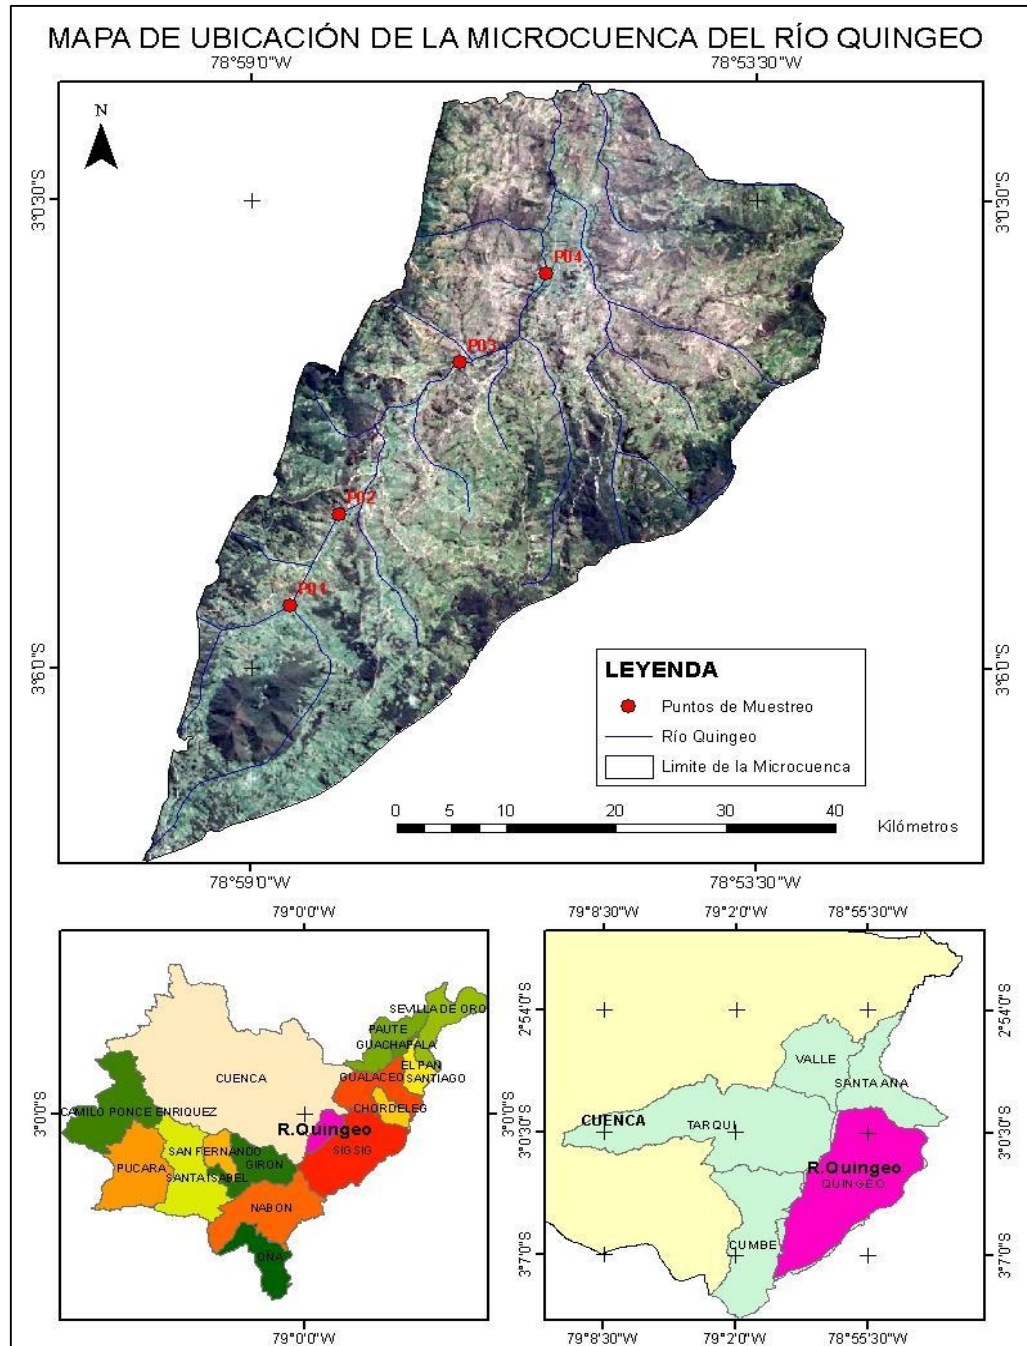 MAPA DE UBICACIÓN DE LA MICROCUENCA DEL RÍO QUINGEO
78°59'0"W 78°53'30"W
N
3°0'30"S 3°0'30"S
P04
P03
P02
P01
3°6'0"S 3°6'0"S
LEYENDA
Puntos de Muestreo
Río Quingeo
Limite de la Microcuenca
0 5 10 20 30 40
Kilómetros
78°59'0"W 78°53'30"W
79°0'0"W
SEVILLA DE ORO
PAUTE
GUACHAPALA
EL PAN
CUENCA
GUALACEO SANTIAGO
CHORDELEG
CAMILO PONCE ENRIQUEZ
3°0'0"S 3°0'0"S
R.Quingeo
SAN FERNANDO
SIGSIG
GIRON
PUCARA
SANTA ISABEL
NABON
OÑA
79°0'0"W
79°8'30"W 79°2'0"W 78°55'30"W
2°54'0"S 2°54'0"S
VALLE
SANTA ANA
CUENCA
TARQUI
3°0'30"S 3°0'30"S
R.Quingeo
QUINGEO
CUMBE
3°7'0"S 3°7'0"S
79°8'30"W 79°2'0"W 78°55'30"W